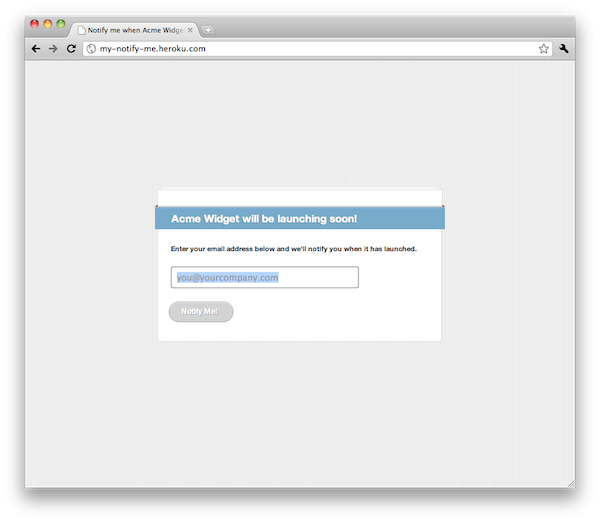 Notify me when Acme Widge
my-notify-me.heroku.com
Acme Widget will be launching soon!
Enter your email address below and we'll notify you when it has launched.
you@yourcompany.com
Notify Me!